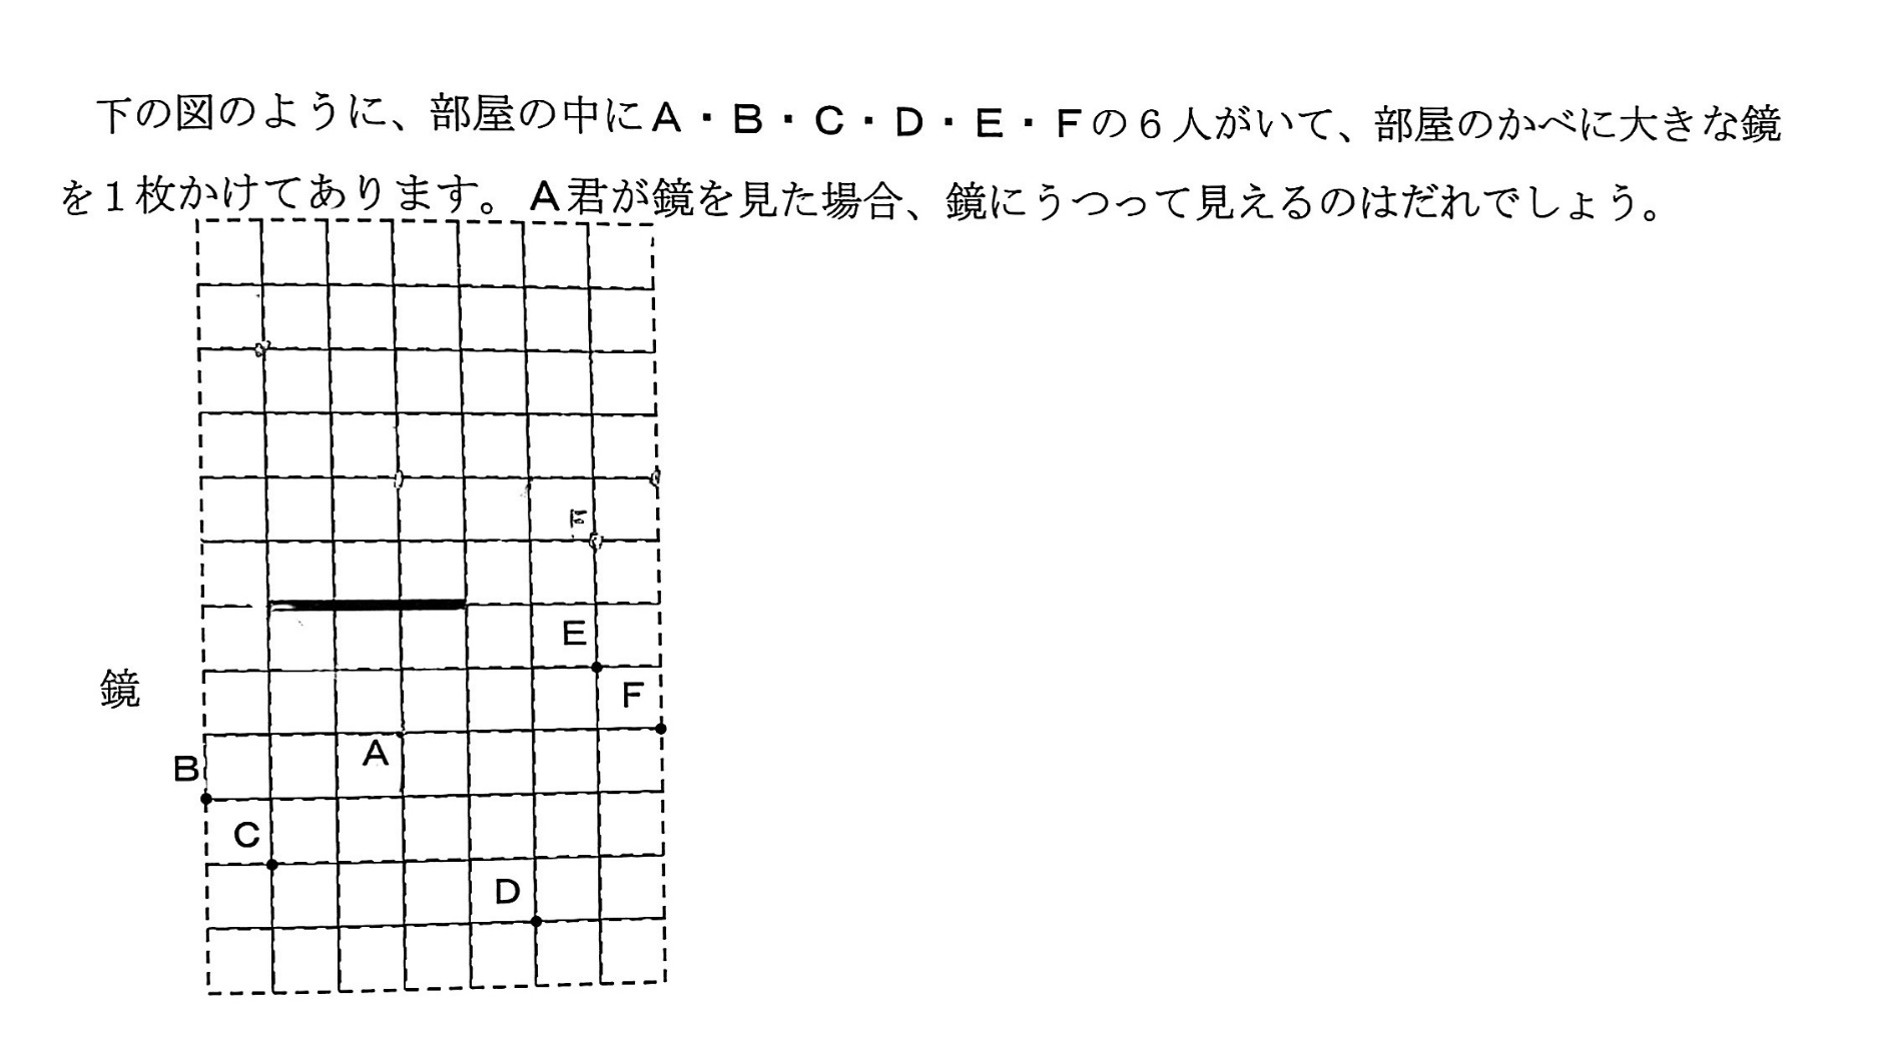 下の図のように、部屋の中にA・B・C・D・E・Fの6人がいて、部屋のかべに大きな鏡
を1枚かけてあります。A君が鏡を見た場合、鏡にうつって見えるのはだれでしょう。
E
F
鏡
A
B
C
D